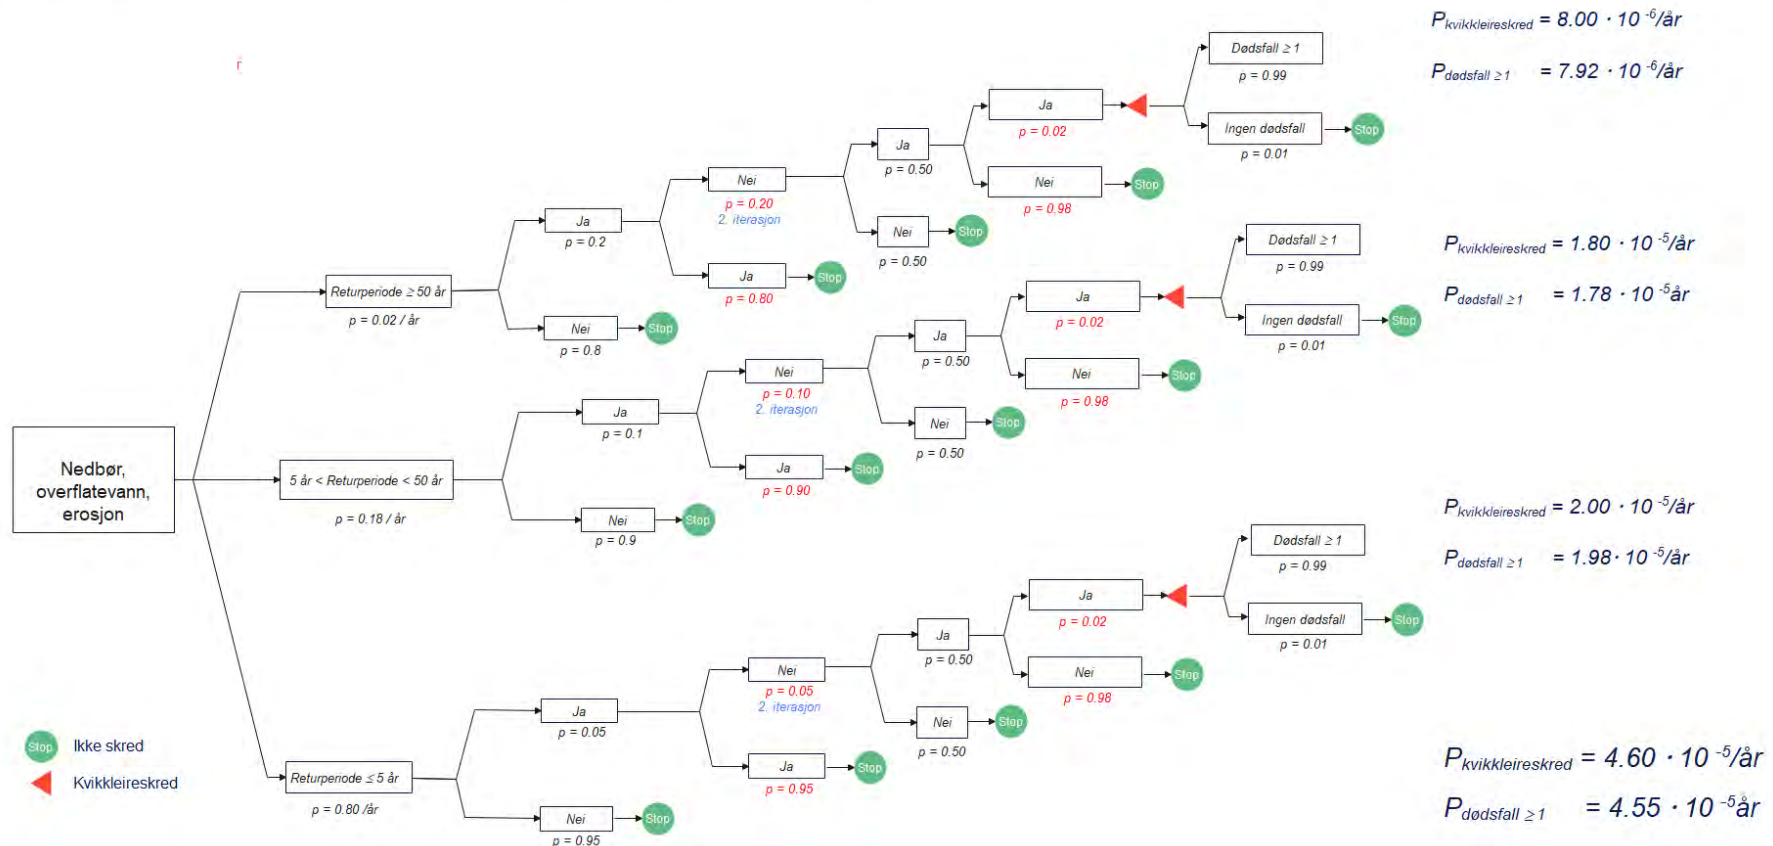 r
Nedbør,
overflatevann,
erosjon
Returperiode ≥ 50 år
p = 0.02 / år
Ja
p = 0.2
Nei
p = 0.8
Stop
Nei
p = 0.20
2. iterasjon
Ja
p = 0.80
Stop
Ja
p = 0.50
Nei
p = 0.50
Stop
Ja
p = 0.02
Nei
p = 0.98
Stop
Dødsfall ≥ 1
p = 0.99
Ingen dødsfall
p = 0.01
Stop
P kvikkleireskred = 8.00 · 10 -6/år
P dødsfall ≥ 1 = 7.92 · 10 -6/år
5 år < Returperiode < 50 år
p = 0.18 / år
Ja
p = 0.1
Nei
p = 0.9
Stop
Nei
p = 0.10
2. iterasjon
Ja
p = 0.90
Stop
Ja
p = 0.50
Nei
p = 0.50
Stop
Ja
p = 0.02
Nei
p = 0.98
Stop
Dødsfall ≥ 1
p = 0.99
Ingen dødsfall
p = 0.01
Stop
P kvikkleireskred = 1.80 · 10 -5/år
P dødsfall ≥ 1 = 1.78 · 10 -5år
Returperiode ≤ 5 år
p = 0.80 /år
Ja
p = 0.05
Nei
p = 0.95
Stop
Nei
p = 0.05
2. iterasjon
Ja
p = 0.95
Stop
Ja
p = 0.50
Nei
p = 0.50
Stop
Ja
p = 0.02
Nei
p = 0.98
Stop
Dødsfall ≥ 1
p = 0.99
Ingen dødsfall
p = 0.01
Stop
P kvikkleireskred = 2.00 · 10 -5/år
P dødsfall ≥ 1 = 1.98 · 10 -5/år
Stop Ikke skred
Kvikkleireskred
P kvikkleireskred = 4.60 · 10 -5/år
P dødsfall ≥ 1 = 4.55 · 10 -5år